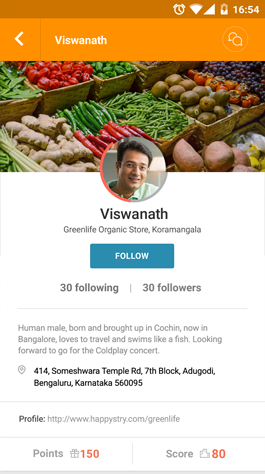 16:54
Viswanath
Viswanath
Greenlife Organic Store, Koramangala
FOLLOW
30 following | 30 followers
Human male, born and brought up in Cochin, now in
Bangalore, loves to travel and swims like a fish. Looking
forward to go for the Coldplay concert.
414, Someshwara Temple Rd, 7th Block, Adugodi,
Bengaluru, Karnataka 560095
Profile: http://www.happystry.com/greenlife
Points 150 Score 80